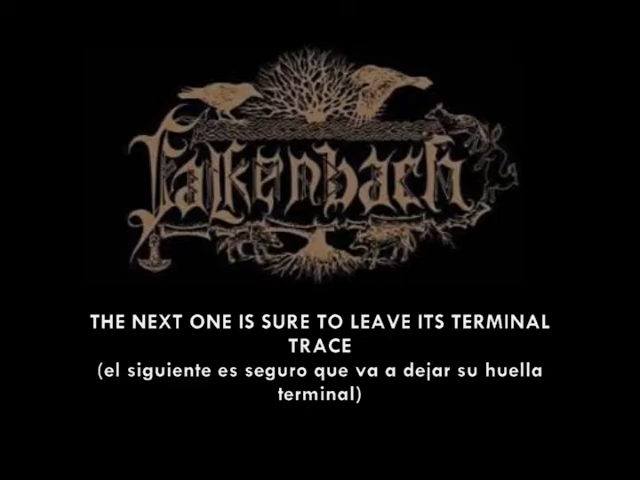 Falkenbach
THE NEXT ONE IS SURE TO LEAVE ITS TERMINAL
TRACE
(el siguiente es seguro que va a dejar su huella
terminal)